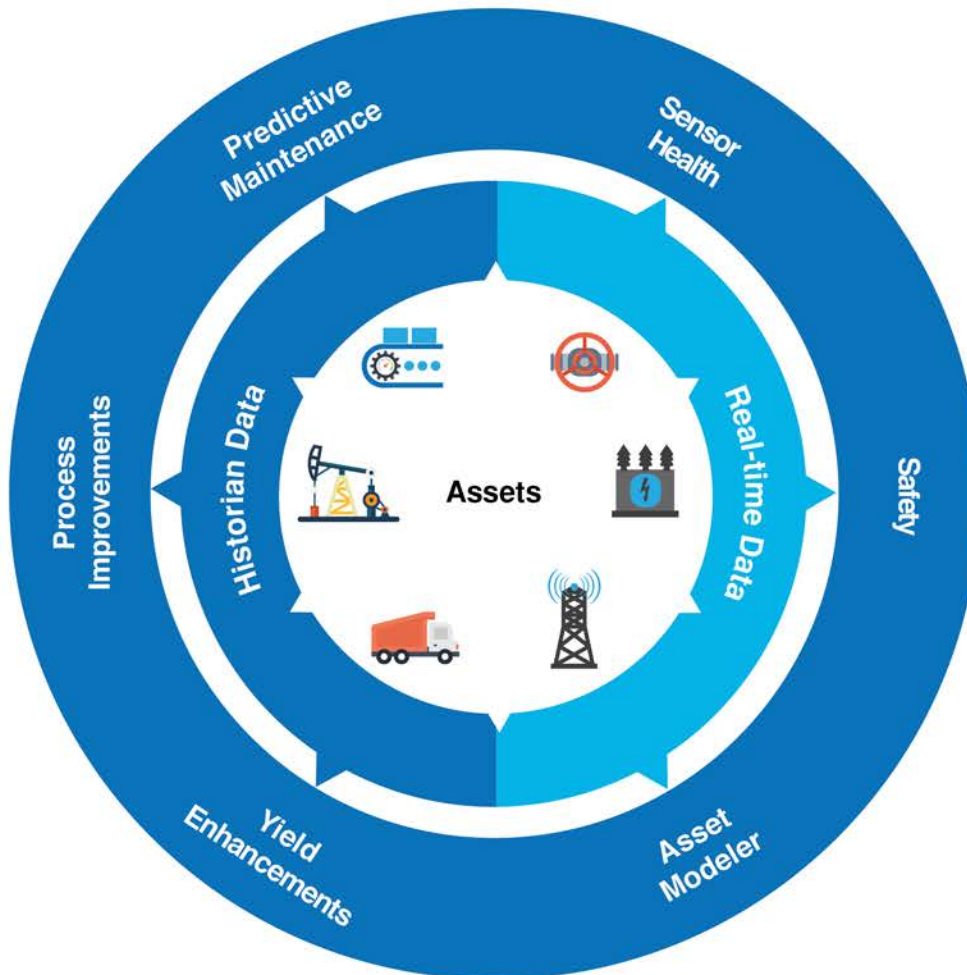 Predictive
Maintenance
Sensor
Health
Historian Data
Assets
Real-time Data
Process
Improvements
Safety
Yield
Enhancements
Asset
Modeler